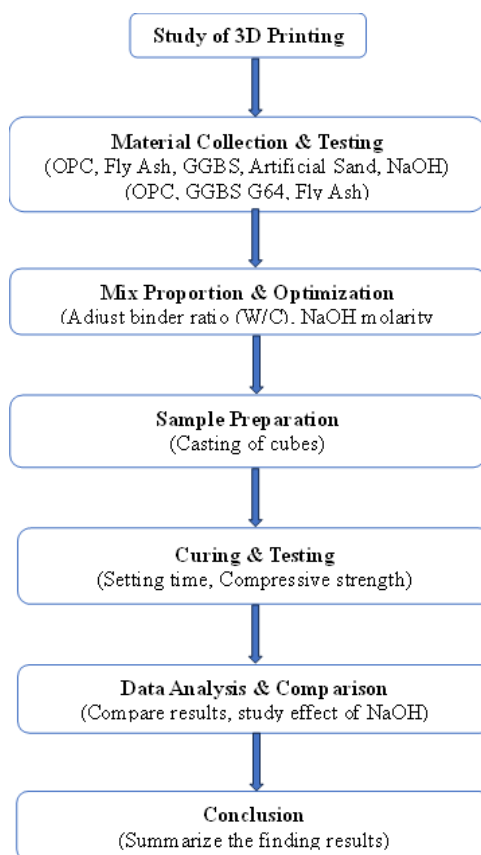 Study of 3D Printing
Material Collection & Testing
(OPC, Fly Ash, GGBS, Artificial Sand, NaOH)
(OPC, GGBS G64, Fly Ash)
Mix Proportion & Optimization
(Adjust binder ratio (W/C), NaOH molarity
Sample Preparation
(Casting of cubes)
Curing & Testing
(Setting time, Compressive strength)
Data Analysis & Comparison
(Compare results, study effect of NaOH)
Conclusion
(Summarize the finding results)